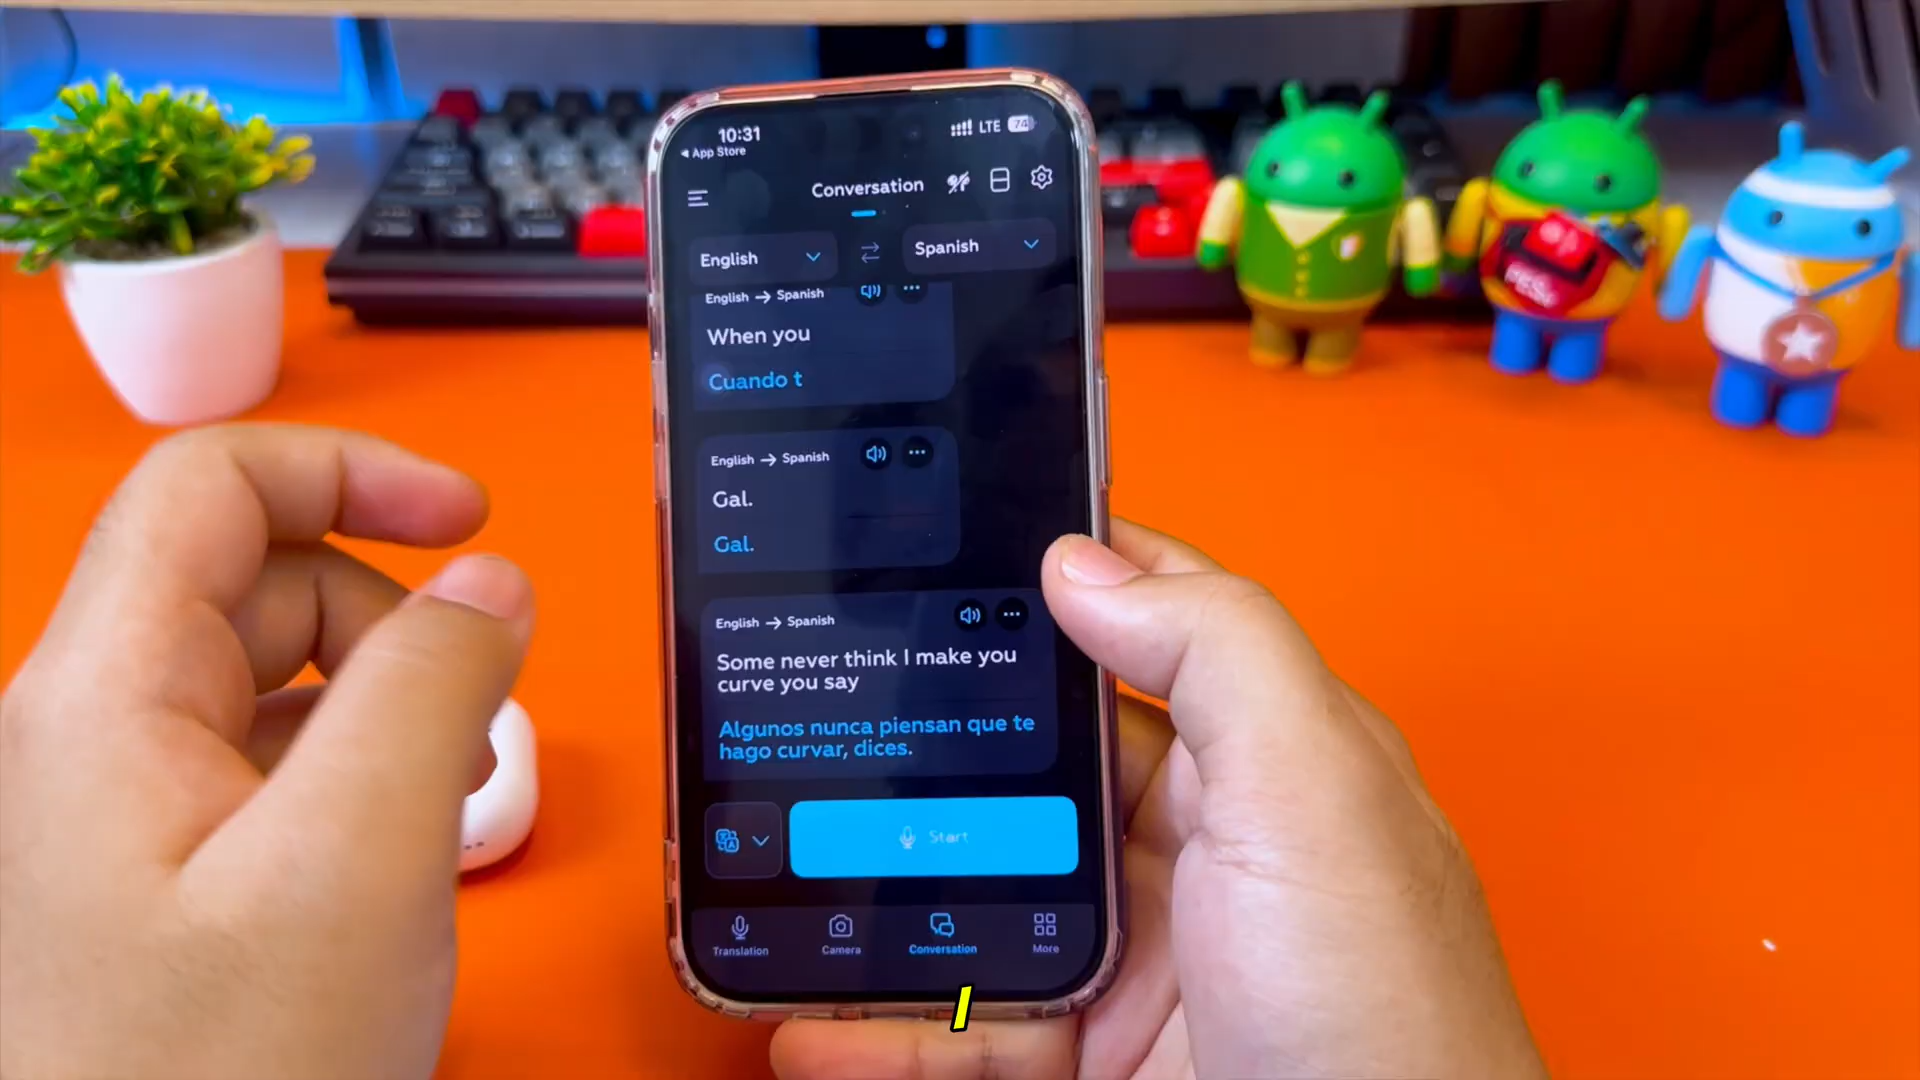 10:31
LTE 74
App Store
Conversation
English
Spanish
English → Spanish
When you
Cuando t
English → Spanish
Gal.
Gal.
English → Spanish
Some never think I make you
curve you say
Algunos nunca piensan que te
hago curvar, dices.
Start
Translation
Camera
Conversation
More
I